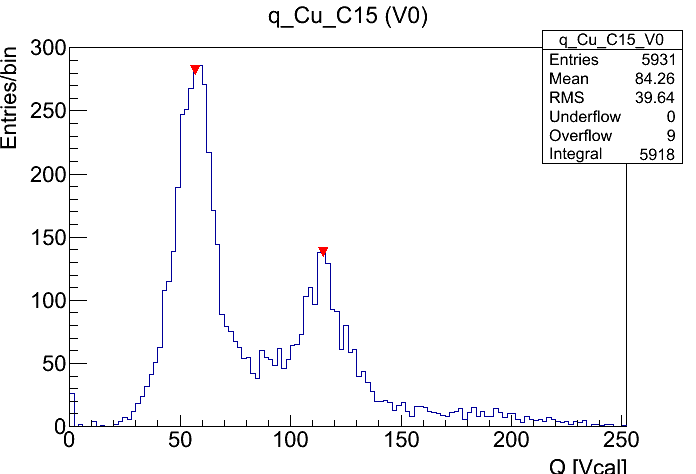 q_Cu_C15 (V0)
q_Cu_C15_V0
Entries 5931
Mean 84.26
RMS 39.64
Underflow 0
Overflow 9
Integral 5918
Entries/bin
300
250
200
150
100
50
0
0 50 100 150 200 250
Q [Vcal]